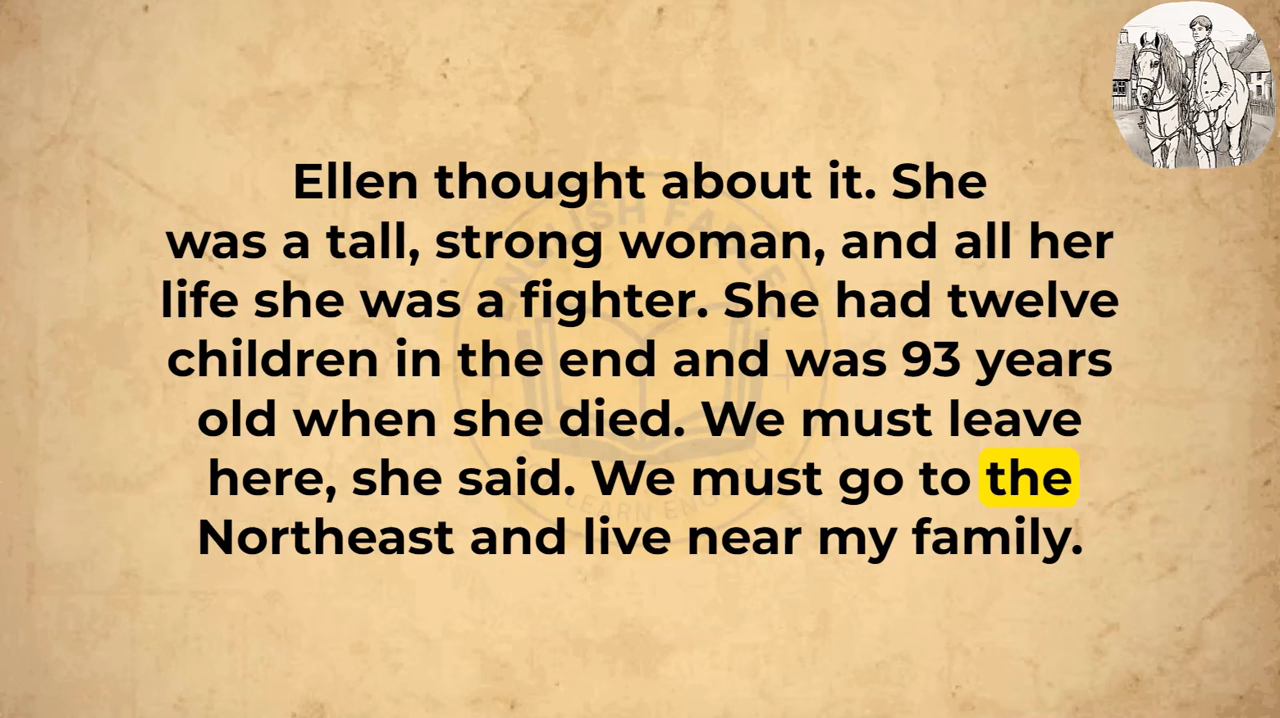 Ellen thought about it. She
was a tall, strong woman, and all her
life she was a fighter. She had twelve
children in the end and was 93 years
old when she died. We must leave
here, she said. We must go to the
Northeast and live near my family.